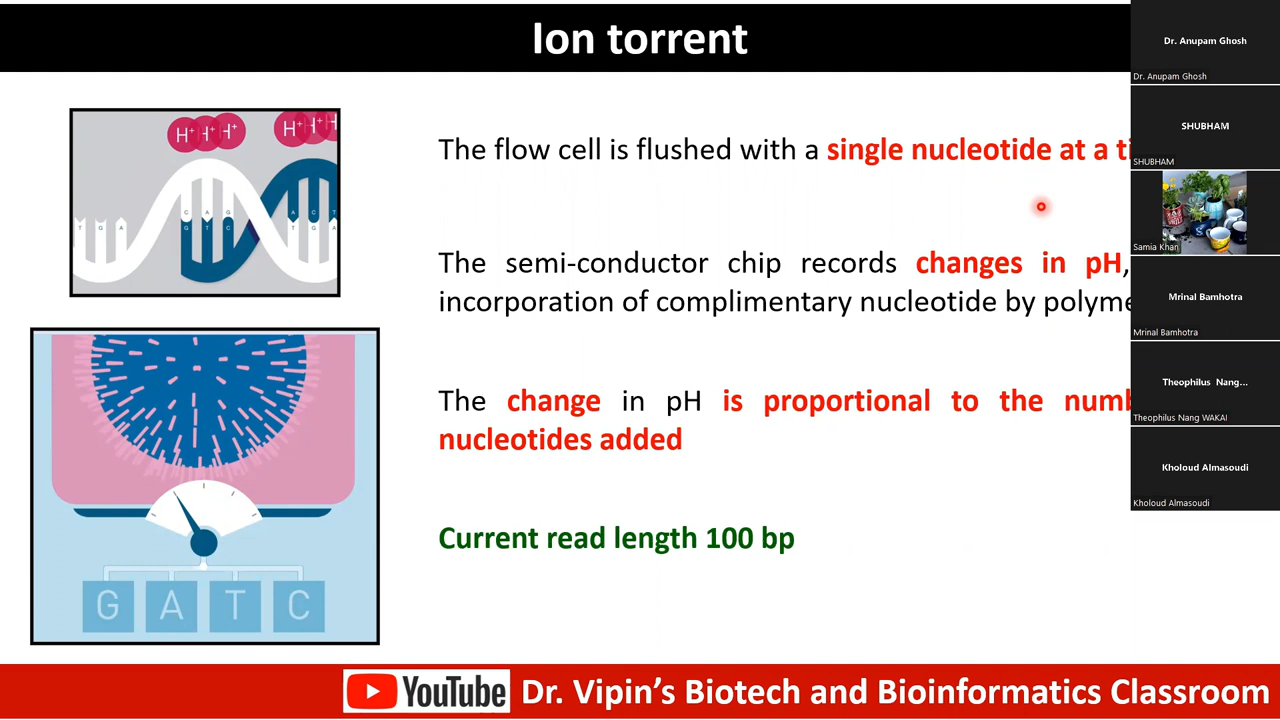 Ion torrent
The flow cell is flushed with a single nucleotide at a
The semi-conductor chip records changes in pH,
incorporation of complimentary nucleotide by
The change in pH is proportional to the
nucleotides added
Current read length 100 bp
H+ H+ H+ H+ H+ H
C A G A C T
T G A G T C T G A
G A T C
YouTube Dr. Vipin's Biotech and Bioinformatics Classroom
Dr. Anupam Ghosh
Dr. Anupam Ghosh
SHUBHAM
SHUBHAM
Samia Khan
Mrinal Bamhotra
Mrinal Bamhotra
Theophilus Nang...
Theophilus Nang WAKAI
Kholoud Almasoudi
Kholoud Almasoudi